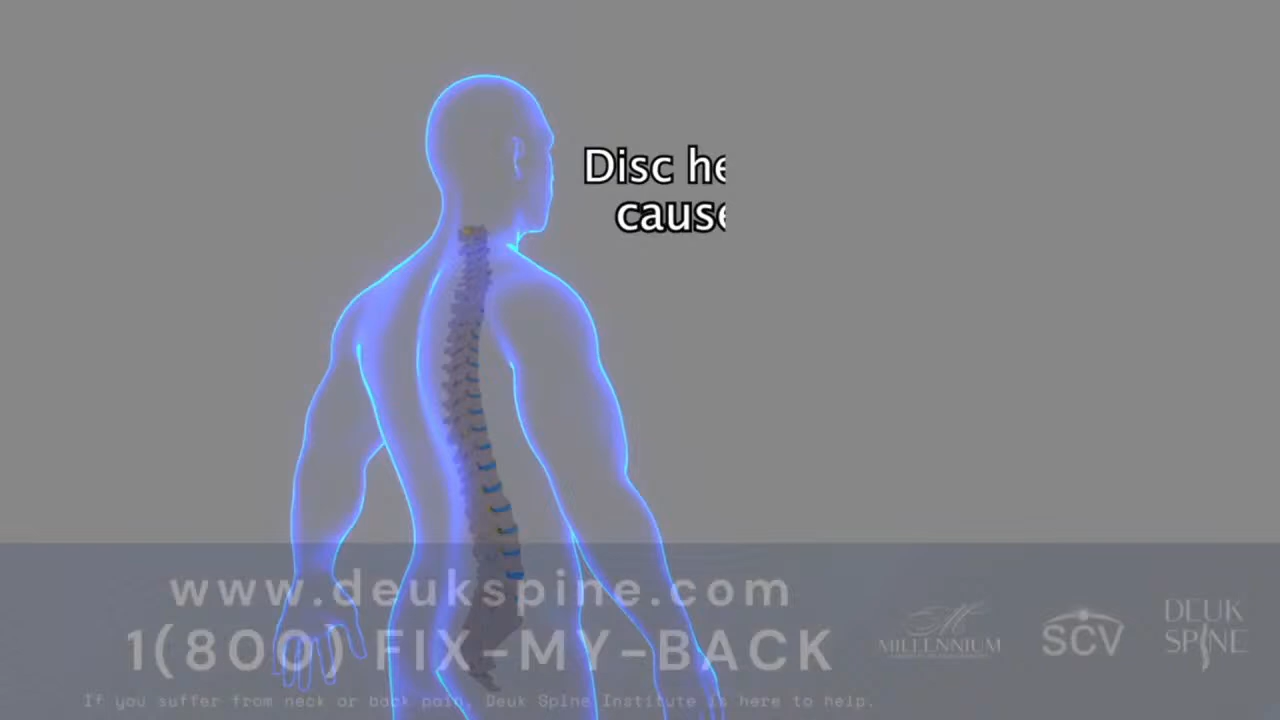 Disc he
cause
www.deukspine.com
1(800) FIX-MY-BACK
If you suffer from neck or back pain, Deuk Spine Institute is here to help.
MILLENNIUM
SCV
DEUK
SPINE